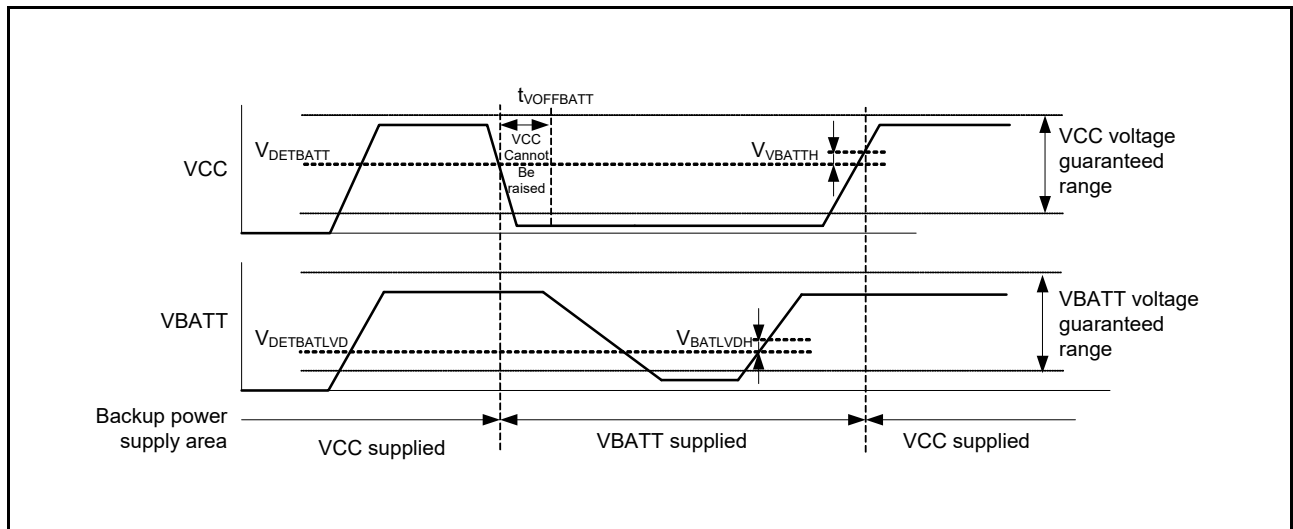 tVOFFBATT
VCC
Cannot
Be
raised
VDETBATT
VCC
VVBATTH
VCC voltage
guaranteed
range
VBATT
VDETBATLVD
VBATLVDH
VBATT voltage
guaranteed
range
Backup power
supply area
VCC supplied
VBATT supplied
VCC supplied